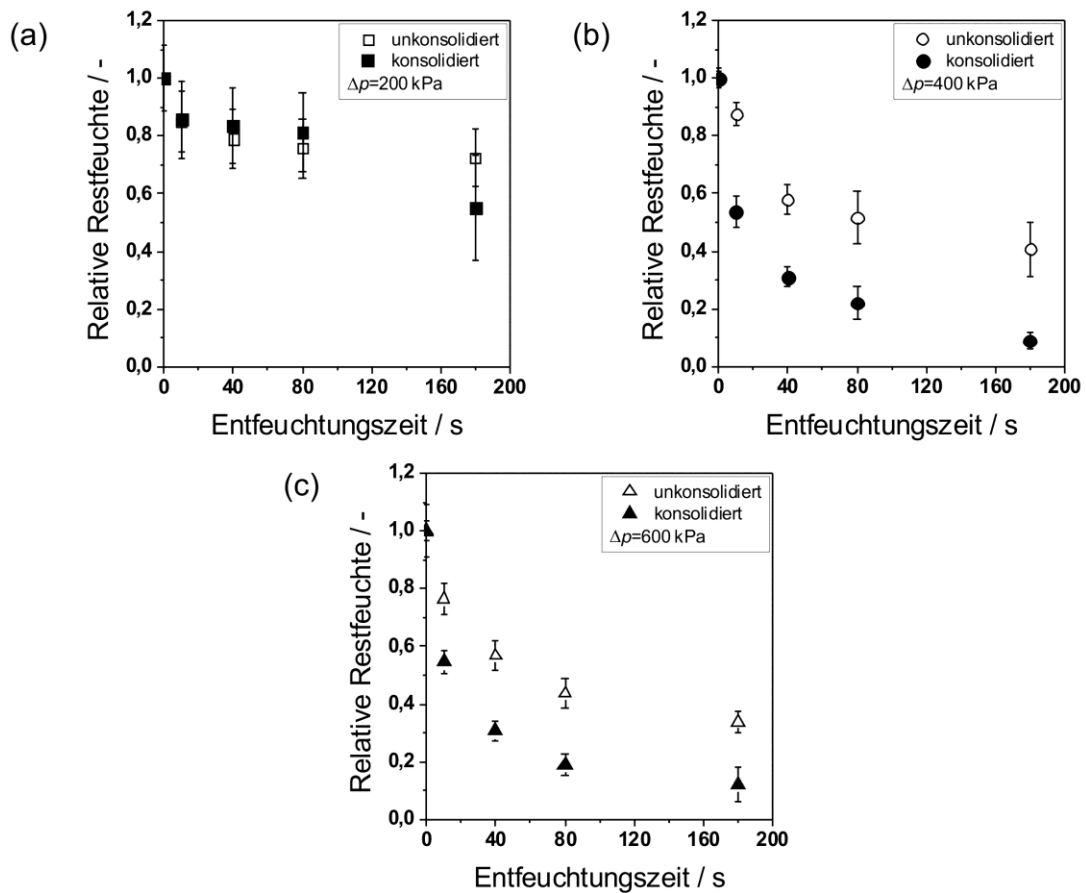 (a)
1,2
1,0
0,8
0,6
0,4
0,2
0,0
Relative Restfeuchte / -
unkonsolidiert
konsolidiert
Δp=200 kPa
0 40 80 120 160 200
Entfeuchtungszeit / s
(b)
1,2
1,0
0,8
0,6
0,4
0,2
0,0
Relative Restfeuchte / -
unkonsolidiert
konsolidiert
Δp=400 kPa
0 40 80 120 160 200
Entfeuchtungszeit / s
(c)
1,2
1,0
0,8
0,6
0,4
0,2
0,0
Relative Restfeuchte / -
unkonsolidiert
konsolidiert
Δp=600 kPa
0 40 80 120 160 200
Entfeuchtungszeit / s